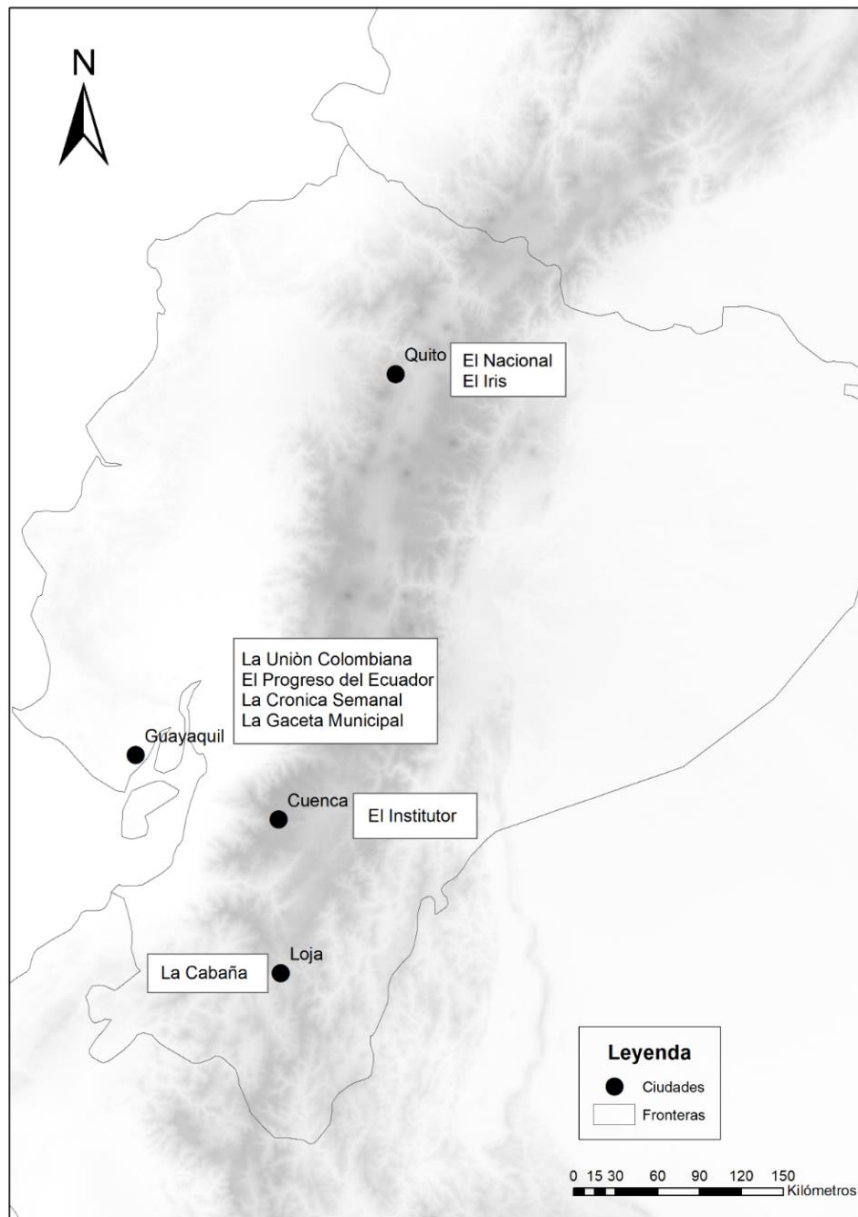 N
Quito
El Nacional
El Iris
La Uniòn Colombiana
El Progreso del Ecuador
La Cronica Semanal
La Gaceta Municipal
Guayaquil
Cuenca
El Institutor
Loja
La Cabaña
Leyenda
Ciudades
Fronteras
0 15 30 60 90 120 150
Kilómetros